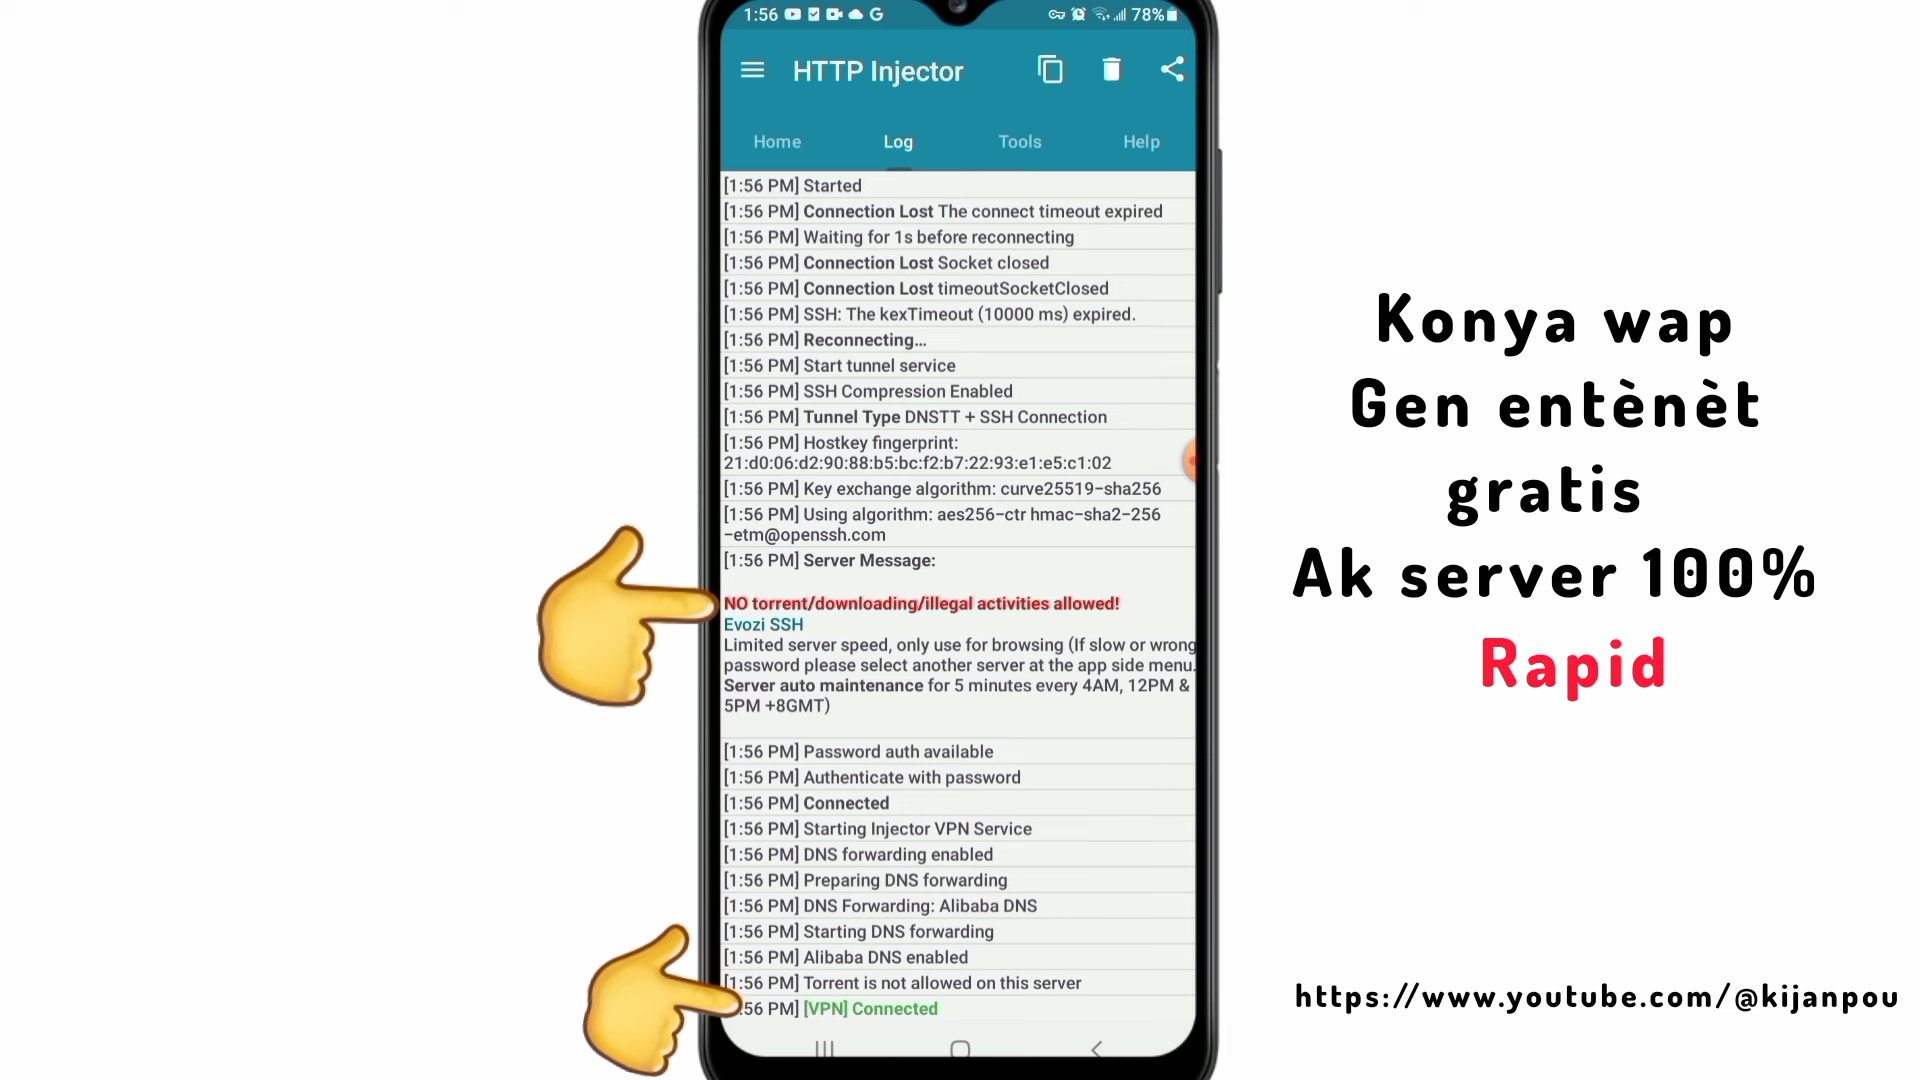 1:56
78%
HTTP Injector
Home Log Tools Help
[1:56 PM] Started
[1:56 PM] Connection Lost The connect timeout expired
[1:56 PM] Waiting for 1s before reconnecting
[1:56 PM] Connection Lost Socket closed
[1:56 PM] Connection Lost timeoutSocketClosed
[1:56 PM] SSH: The kexTimeout (10000 ms) expired.
[1:56 PM] Reconnecting...
[1:56 PM] Start tunnel service
[1:56 PM] SSH Compression Enabled
[1:56 PM] Tunnel Type DNSTT + SSH Connection
[1:56 PM] Hostkey fingerprint:
21:d0:06:d2:90:88:b5:bc:f2:b7:22:93:e1:e5:c1:02
[1:56 PM] Key exchange algorithm: curve25519-sha256
[1:56 PM] Using algorithm: aes256-ctr hmac-sha2-256
-etm@openssh.com
[1:56 PM] Server Message:
NO torrent/downloading/illegal activities allowed!
Evozi SSH
Limited server speed, only use for browsing (If slow or wrong
password please select another server at the app side menu.
Server auto maintenance for 5 minutes every 4AM, 12PM &
5PM +8GMT)
[1:56 PM] Password auth available
[1:56 PM] Authenticate with password
[1:56 PM] Connected
[1:56 PM] Starting Injector VPN Service
[1:56 PM] DNS forwarding enabled
[1:56 PM] Preparing DNS forwarding
[1:56 PM] DNS Forwarding: Alibaba DNS
[1:56 PM] Starting DNS forwarding
[1:56 PM] Alibaba DNS enabled
[1:56 PM] Torrent is not allowed on this server
:56 PM] [VPN] Connected
Konya wap
Gen entènèt
gratis
Ak server 100%
Rapid
https://www.youtube.com/@kijanpou